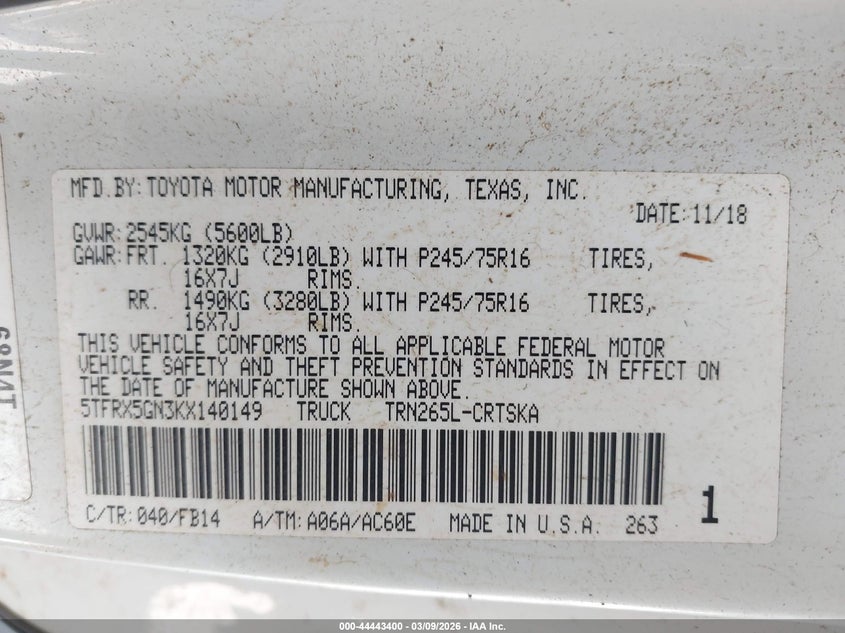 MFD.BY:TOYOTA MOTOR MANUFACTURING, TEXAS, INC.
DATE:11/18
GVWR:2545KG (5600LB)
GAWR:FRT. 1320KG (2910LB) WITH P245/75R16 TIRES,
16X7J RIMS.
RR. 1490KG (3280LB) WITH P245/75R16 TIRES,
16X7J RIMS.
THIS VEHICLE CONFORMS TO ALL APPLICABLE FEDERAL MOTOR
VEHICLE SAFETY AND THEFT PREVENTION STANDARDS IN EFFECT ON
THE DATE OF MANUFACTURE SHOWN ABOVE.
5TFRX5GN3KX140149 TRUCK TRN265L-CRTSKA
C/TR:040/FB14 A/TM:A06A/AC60E MADE IN U.S.A. 263
1
000-44443400 - 03/09/2026 - IAA Inc.